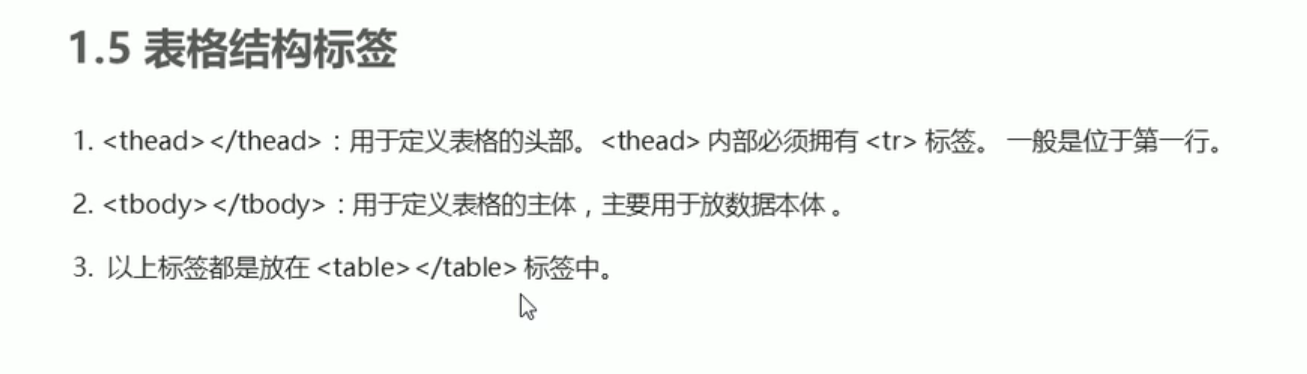 1.5 表格结构标签
1. <thead></thead>：用于定义表格的头部。<thead> 内部必须拥有 <tr> 标签。 一般是位于第一行。
2. <tbody></tbody>：用于定义表格的主体，主要用于放数据本体 。
3. 以上标签都是放在 <table></table> 标签中。